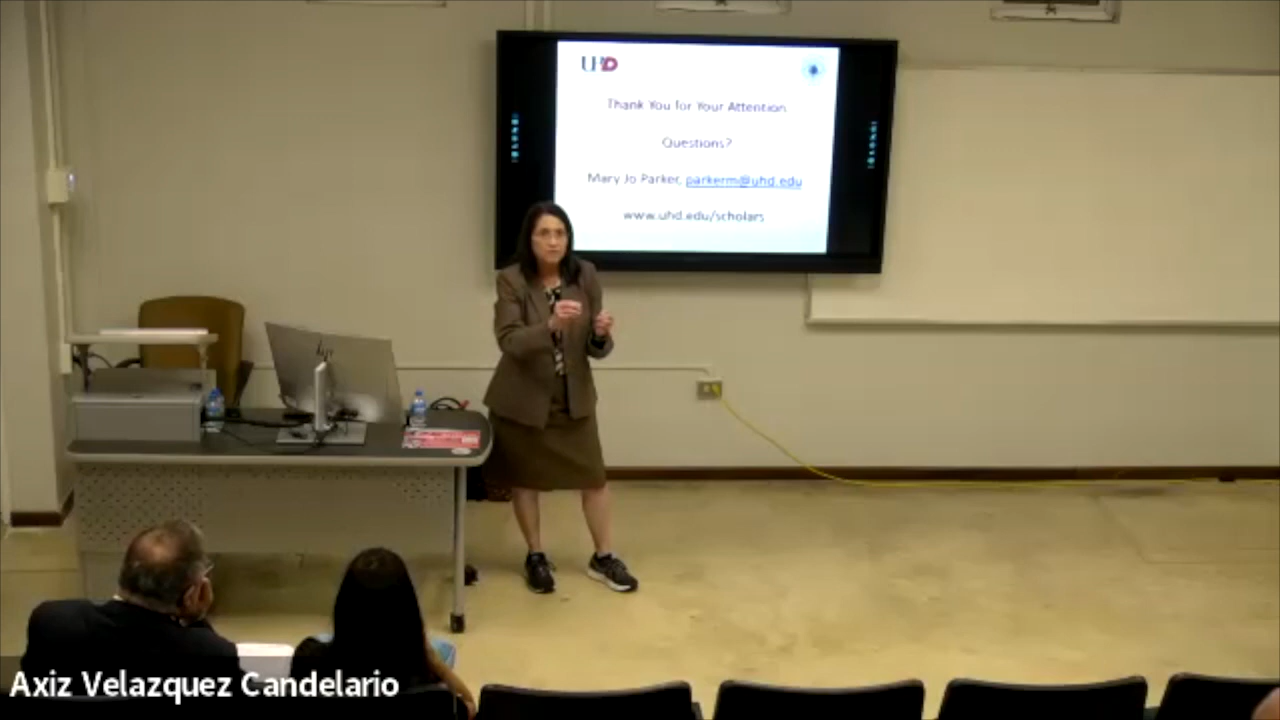 UHD
Thank You for Your Attention
Questions?
Mary Jo Parker, parkerm@uhd.edu
www.uhd.edu/scholars
hp
Axiz Velazquez Candelario